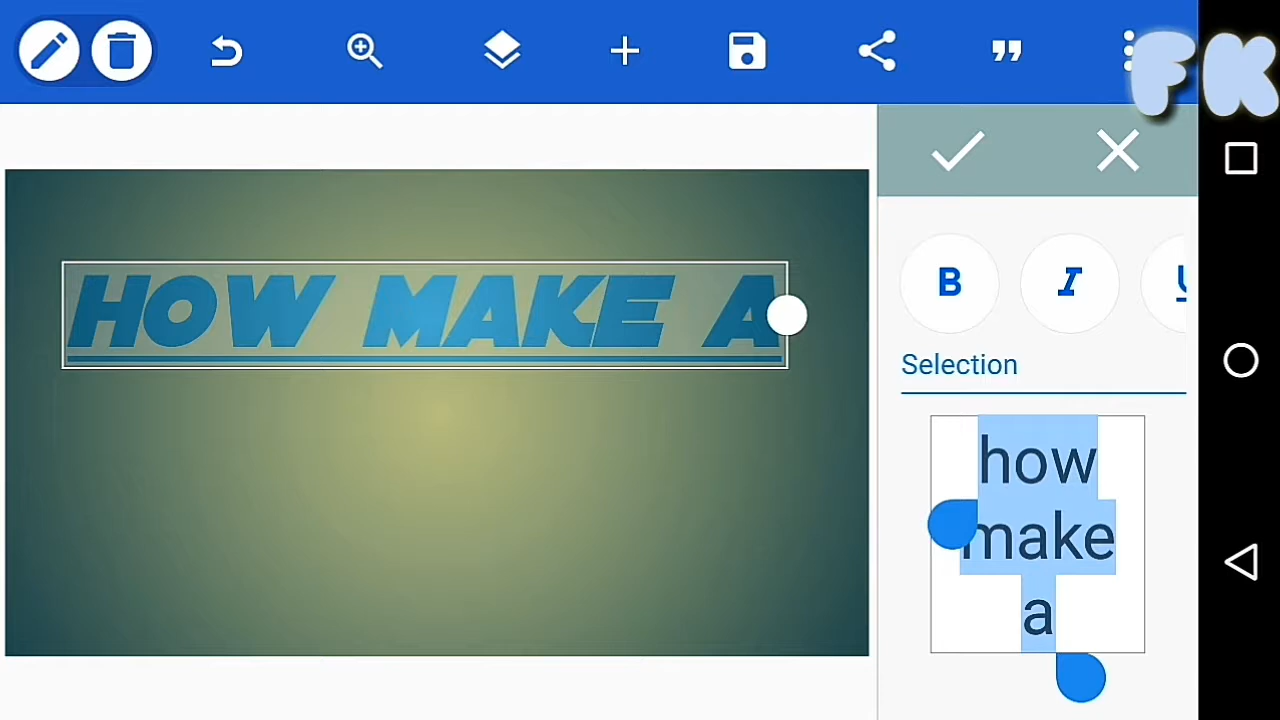 FK
HOW MAKE A
B I U
Selection
how
make
a